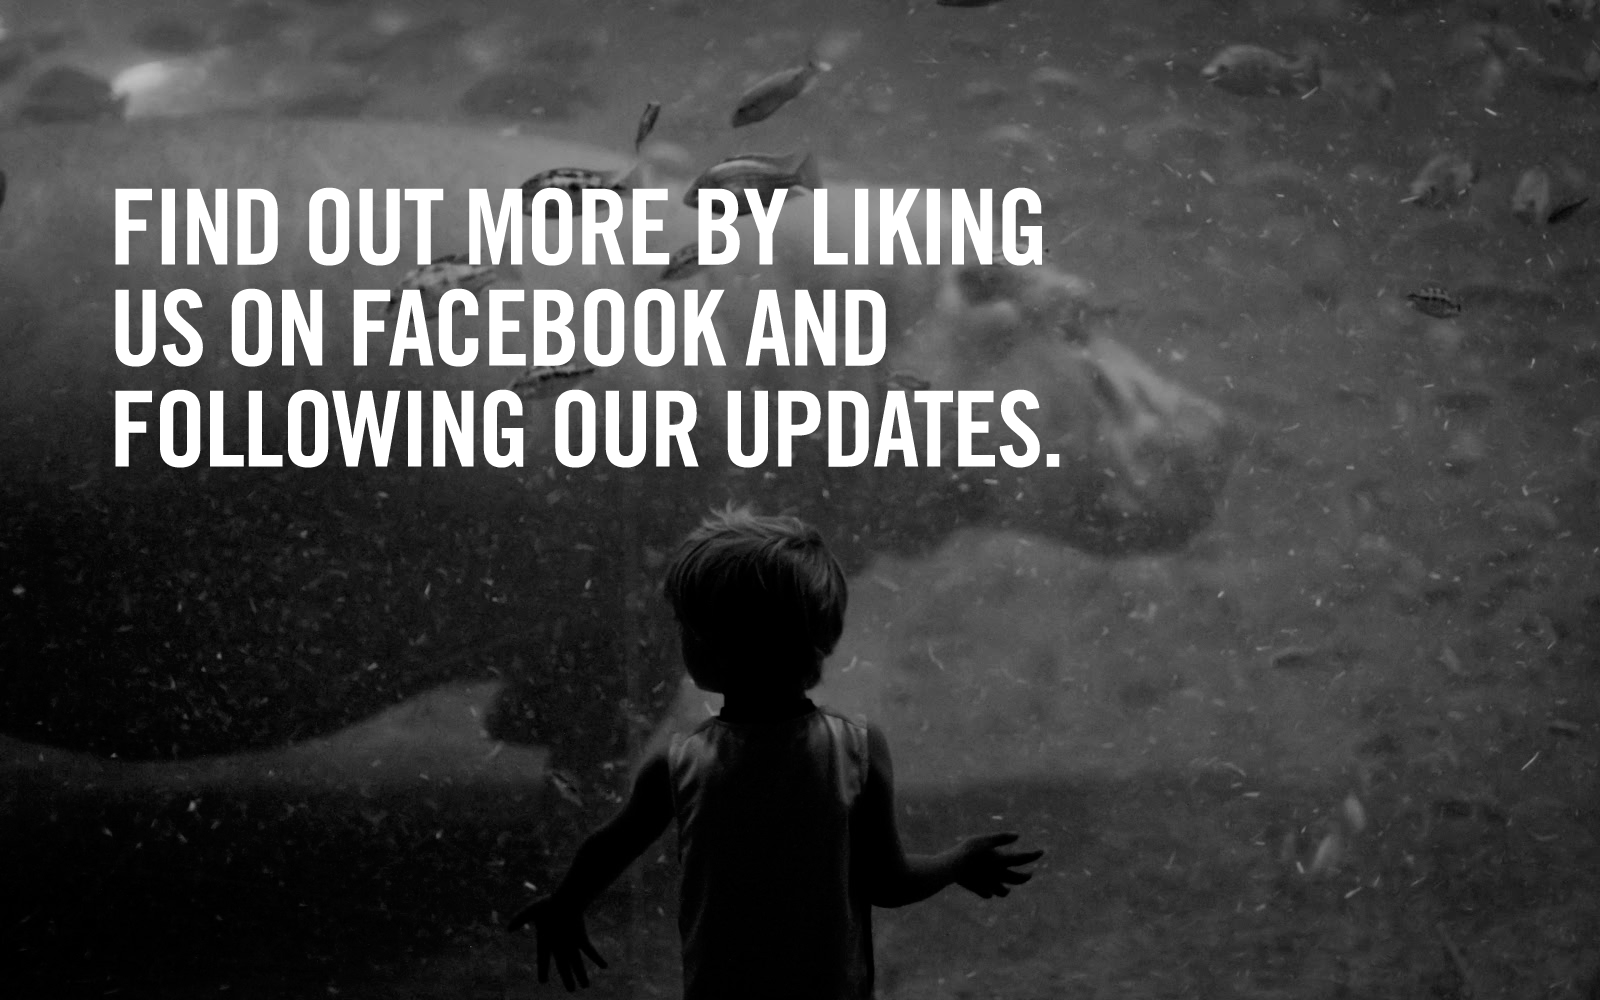 FIND OUT MORE BY LIKING
US ON FACEBOOK AND
FOLLOWING OUR UPDATES.